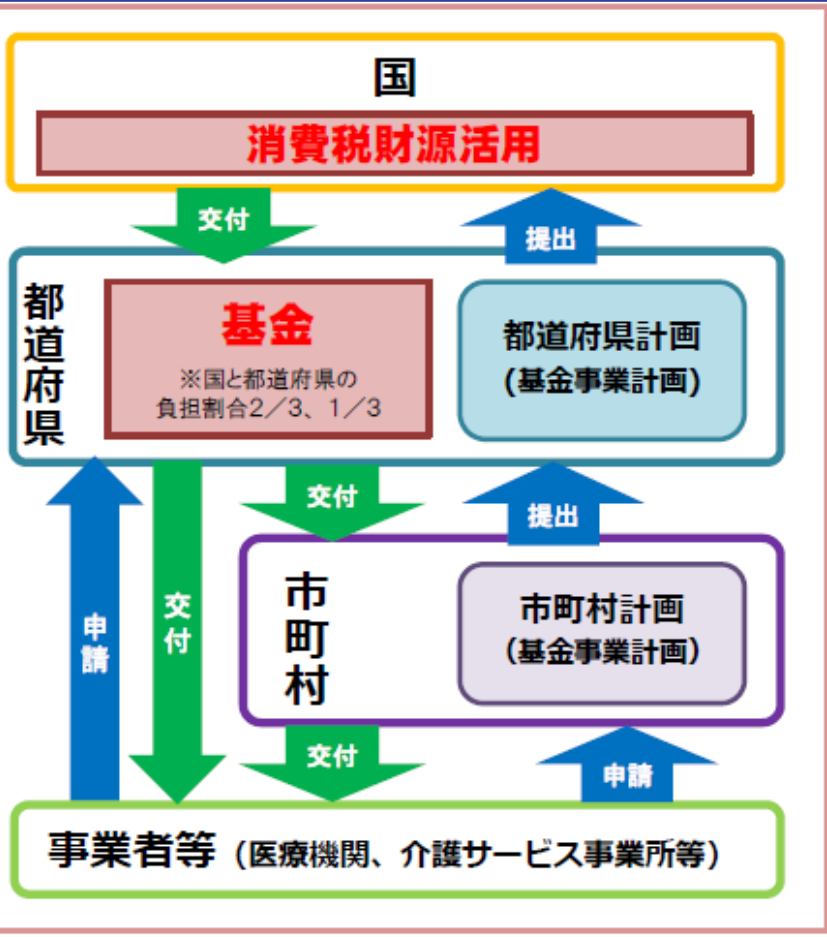 国
消費税財源活用
交付
提出
都道府県
基金
※国と都道府県の
負担割合2／3、1／3
都道府県計画
(基金事業計画)
交付
提出
申請
交付
市町村
市町村計画
（基金事業計画）
交付
申請
事業者等（医療機関、介護サービス事業所等）